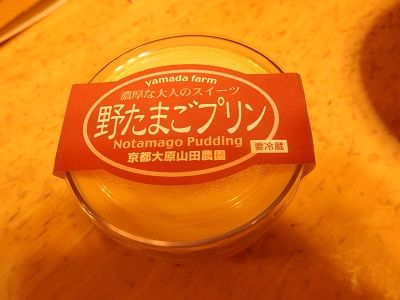 yamada farm
濃厚な大人のスイーツ
野たまごプリン
Notamago Pudding
京都大原山田農園
要冷蔵